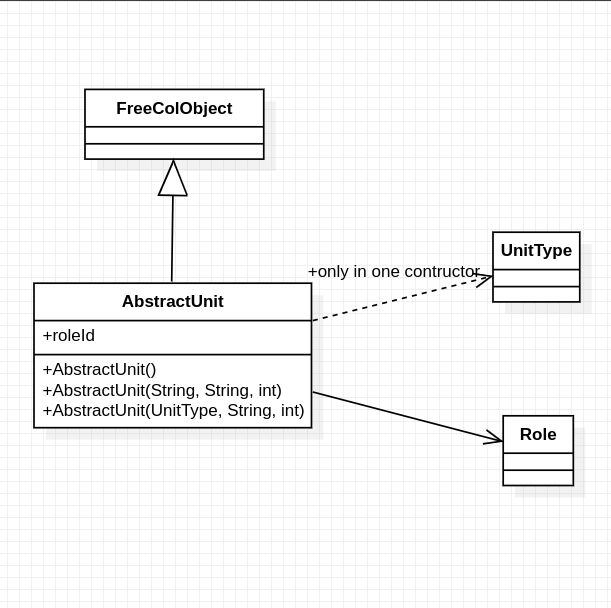 FreeColObject
UnitType
+only in one contructor
AbstractUnit
+roleId
+AbstractUnit()
+AbstractUnit(String, String, int)
+AbstractUnit(UnitType, String, int)
Role